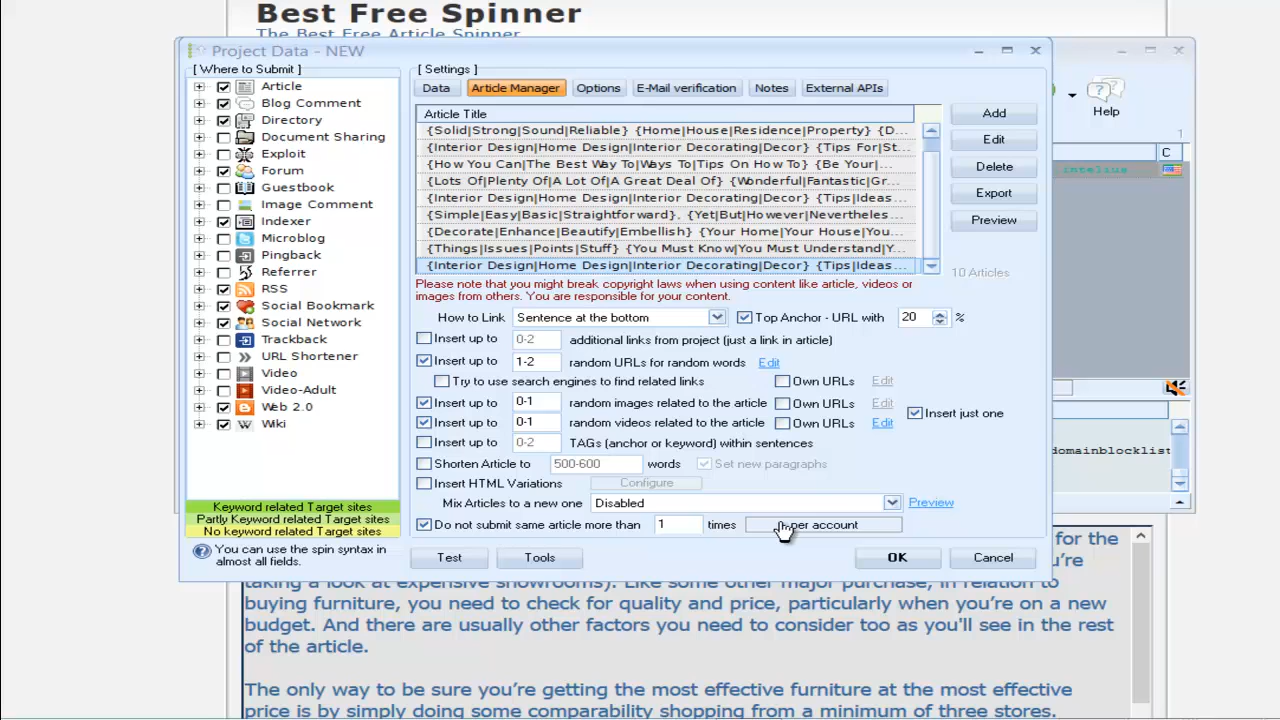 Best Free Spinner
The Best Free Article Spinner
Project Data - NEW
[ Where to Submit ]
Article
Blog Comment
Directory
Document Sharing
Exploit
Forum
Guestbook
Image Comment
Indexer
Microblog
Pingback
Referrer
RSS
Social Bookmark
Social Network
Trackback
URL Shortener
Video
Video-Adult
Web 2.0
Wiki
Keyword related Target sites
Partly Keyword related Target sites
No keyword related Target sites
You can use the spin syntax in
almost all fields.
[ Settings ]
Data Article Manager Options E-Mail verification Notes External APIs
Article Title
{Solid|Strong|Sound|Reliable} {Home|House|Residence|Property} {D...
{Interior Design|Home Design|Interior Decorating|Decor} {Tips For|St...
{How You Can|The Best Way To|Ways To|Tips On How To} {Be Your|...
{Lots Of|Plenty Of|A Lot Of|A Great Deal Of} {Wonderful|Fantastic|Gr...
{Interior Design|Home Design|Interior Decorating|Decor} {Tips|Ideas...
{Simple|Easy|Basic|Straightforward}. {Yet|But|However|Nevertheles...
{Decorate|Enhance|Beautify|Embellish} {Your Home|Your House|You...
{Things|Issues|Points|Stuff} {You Must Know|You Must Understand|Y...
{Interior Design|Home Design|Interior Decorating|Decor} {Tips|Ideas...
Add
Edit
Delete
Export
Preview
10 Articles
Please note that you might break copyright laws when using content like article, videos or
images from others. You are responsible for your content.
How to Link Sentence at the bottom Top Anchor - URL with 20 %
Insert up to 0-2 additional links from project (just a link in article)
Insert up to 1-2 random URLs for random words Edit
Try to use search engines to find related links Own URLs Edit
Insert up to 0-1 random images related to the article Own URLs Edit
Insert just one
Insert up to 0-1 random videos related to the article Own URLs Edit
Insert up to 0-2 TAGs (anchor or keyword) within sentences
Shorten Article to 500-600 words Set new paragraphs
Insert HTML Variations Configure
Mix Articles to a new one Disabled Preview
Do not submit same article more than 1 times per account
Test Tools OK Cancel
Help
1
C
intelius
domainblocklist
for the
you're
taking a look at expensive showrooms). Like some other major purchase, in relation to
buying furniture, you need to check for quality and price, particularly when you're on a new
budget. And there are usually other factors you need to consider too as you'll see in the rest
of the article.
The only way to be sure you're getting the most effective furniture at the most effective
price is by simply doing some comparability shopping from a minimum of three stores.